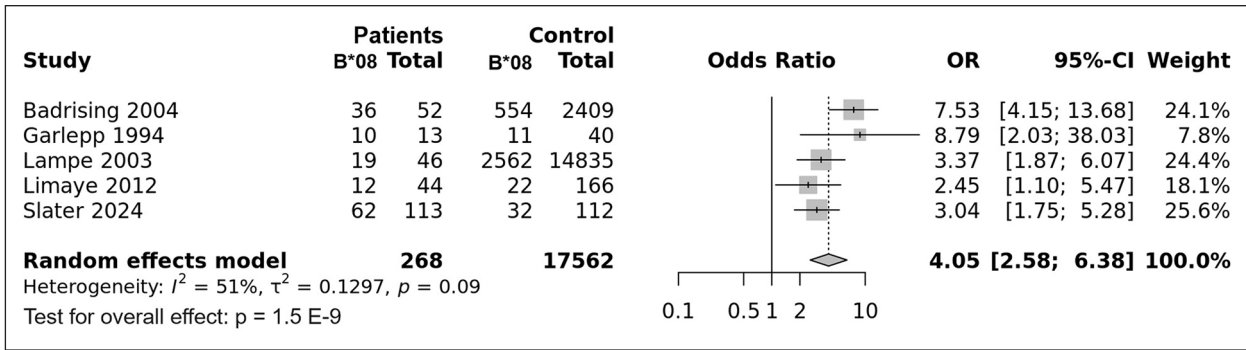 Patients Control
Study B*08 Total B*08 Total Odds Ratio OR 95%-CI Weight
Badrising 2004 36 52 554 2409 7.53 [4.15; 13.68] 24.1%
Garlepp 1994 10 13 11 40 8.79 [2.03; 38.03] 7.8%
Lampe 2003 19 46 2562 14835 3.37 [1.87; 6.07] 24.4%
Limaye 2012 12 44 22 166 2.45 [1.10; 5.47] 18.1%
Slater 2024 62 113 32 112 3.04 [1.75; 5.28] 25.6%
Random effects model 268 17562 4.05 [2.58; 6.38] 100.0%
Heterogeneity: I² = 51%, τ² = 0.1297, p = 0.09
Test for overall effect: p = 1.5 E-9
0.1 0.5 1 2 10